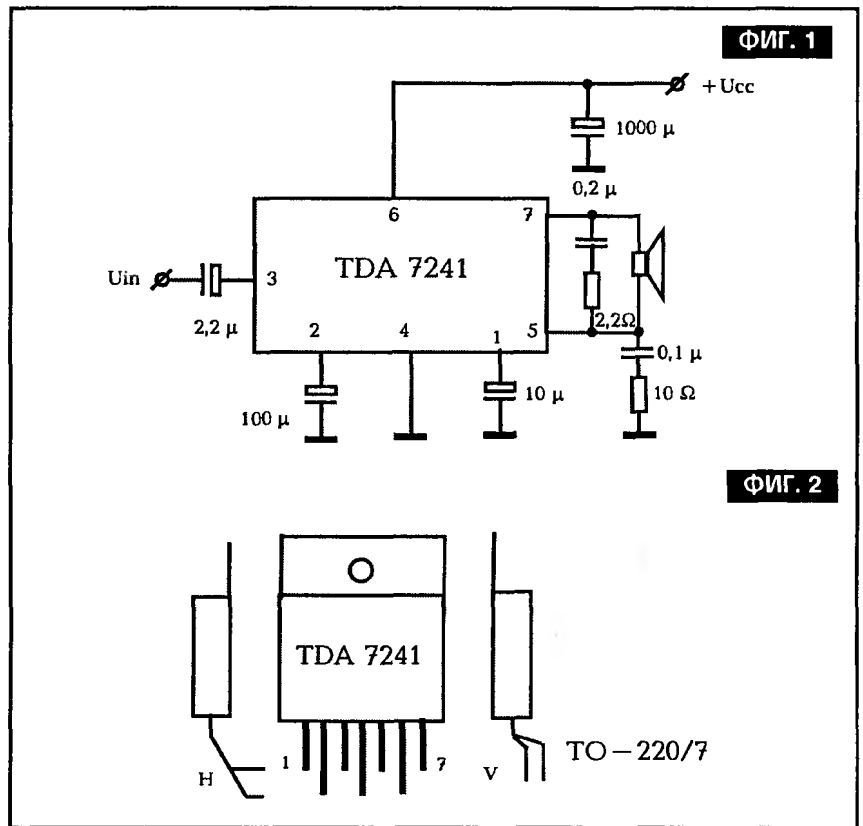 ФИГ. 1
+Ucc
1000 μ
0,2 μ
6
7
TDA 7241
Uin
3
2,2 μ
2
4
1
5
2,2Ω
0,1 μ
100 μ
10 μ
10 Ω
ФИГ. 2
TDA 7241
1
7
H
V
TO-220/7